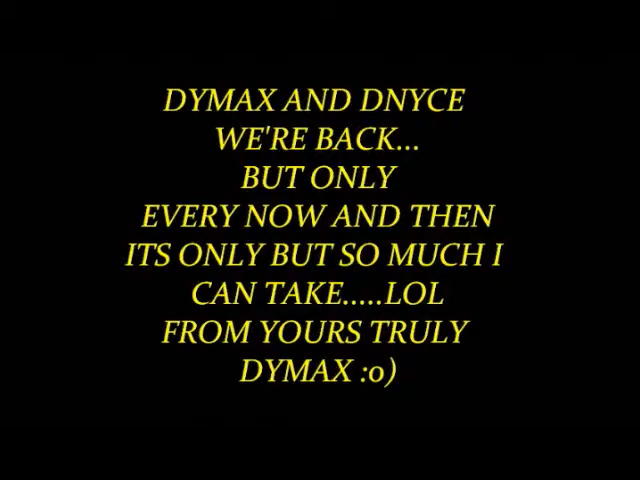 DYMAX AND DNYCE
WE'RE BACK...
BUT ONLY
EVERY NOW AND THEN
ITS ONLY BUT SO MUCH I
CAN TAKE.....LOL
FROM YOURS TRULY
DYMAX :o)